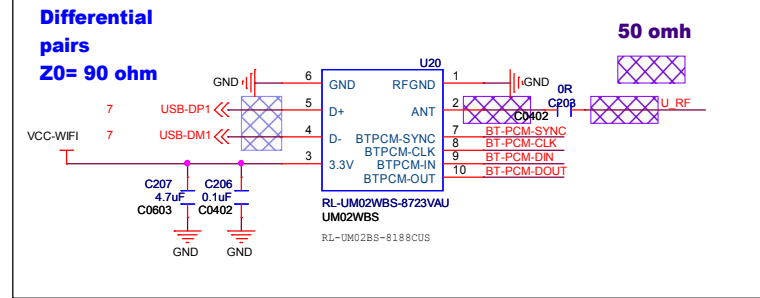 Differential
pairs
Z0= 90 ohm
50 omh
U20
GND 6 GND RFGND 1 GND
0R
7 USB-DP1 5 D+ ANT 2 C203 U_RF
C0402
7 USB-DM1 4 D- BTPCM-SYNC 7 BT-PCM-SYNC
VCC-WIFI
BTPCM-CLK 8 BT-PCM-CLK
3 3.3V BTPCM-IN 9 BT-PCM-DIN
BTPCM-OUT 10 BT-PCM-DOUT
C207 C206
4.7uF 0.1uF
C0603 C0402
RL-UM02WBS-8723VAU
UM02WBS
RL-UM02BS-8188CUS
GND GND